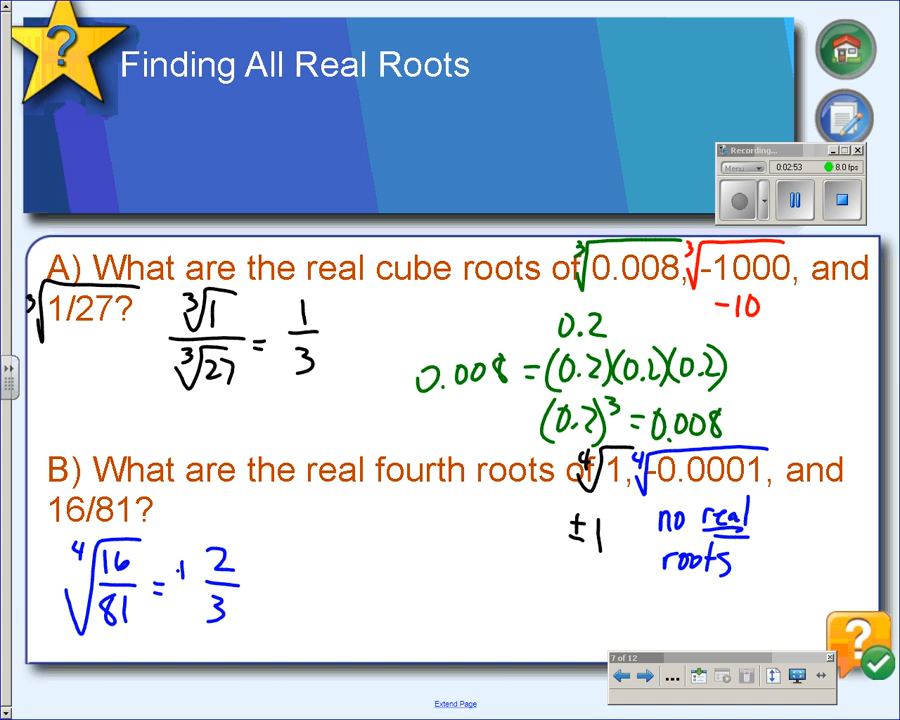 Finding All Real Roots
Recording...
Menu
0:02:53
8.0 fps
A) What are the real cube roots of ∛0.008, ∛-1000, and
∛1/27?
∛1 / ∛27 = 1/3
-10
0.2
0.008 = (0.2)(0.2)(0.2)
(0.2)³ = 0.008
B) What are the real fourth roots of ∜1, ∜-0.0001, and
16/81?
±1
no real
roots
∜16/81 = + 2/3
7 of 12
Extend Page